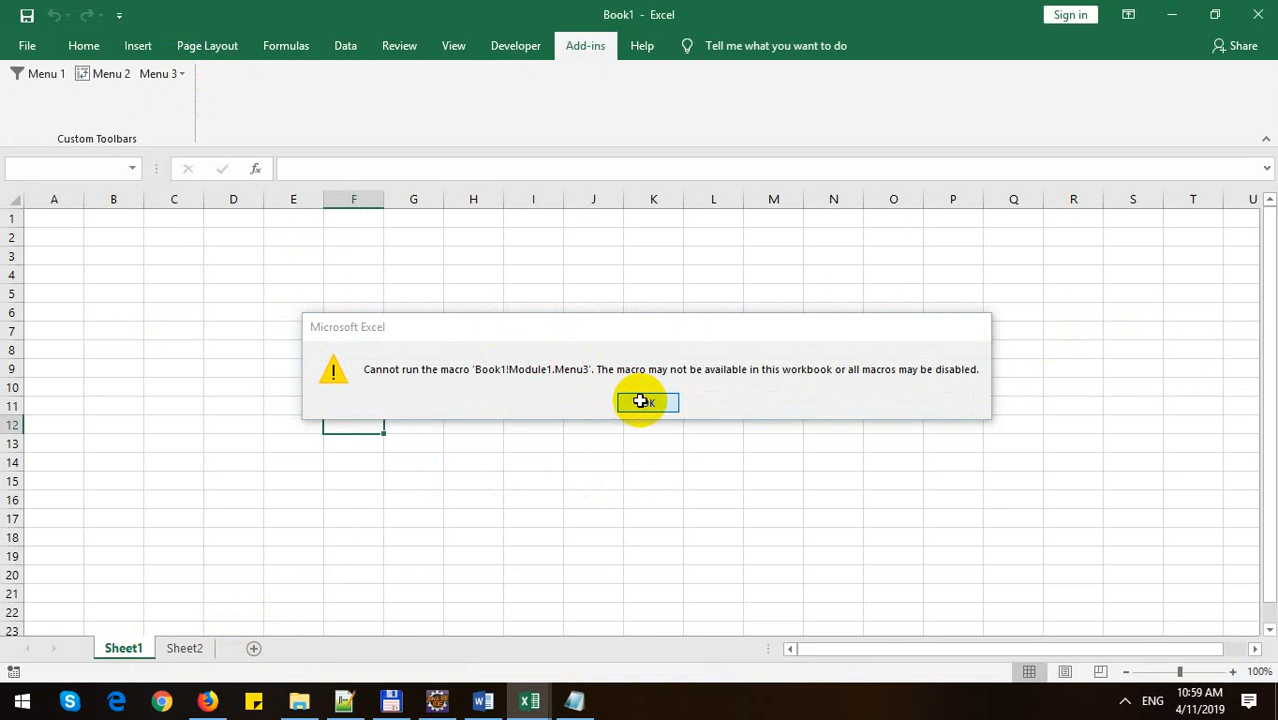 Book1 - Excel
Sign in
File Home Insert Page Layout Formulas Data Review View Developer Add-ins Help Tell me what you want to do Share
Menu 1 Menu 2 Menu 3
Custom Toolbars
fx
A B C D E F G H I J K L M N O P Q R S T U
1
2
3
4
5
6
Microsoft Excel
7
8
9
Cannot run the macro 'Book1!Module1.Menu3'. The macro may not be available in this workbook or all macros may be disabled.
10
11
OK
12
13
14
15
16
17
18
19
20
21
22
23
Sheet1 Sheet2
100%
ENG
10:59 AM
4/11/2019